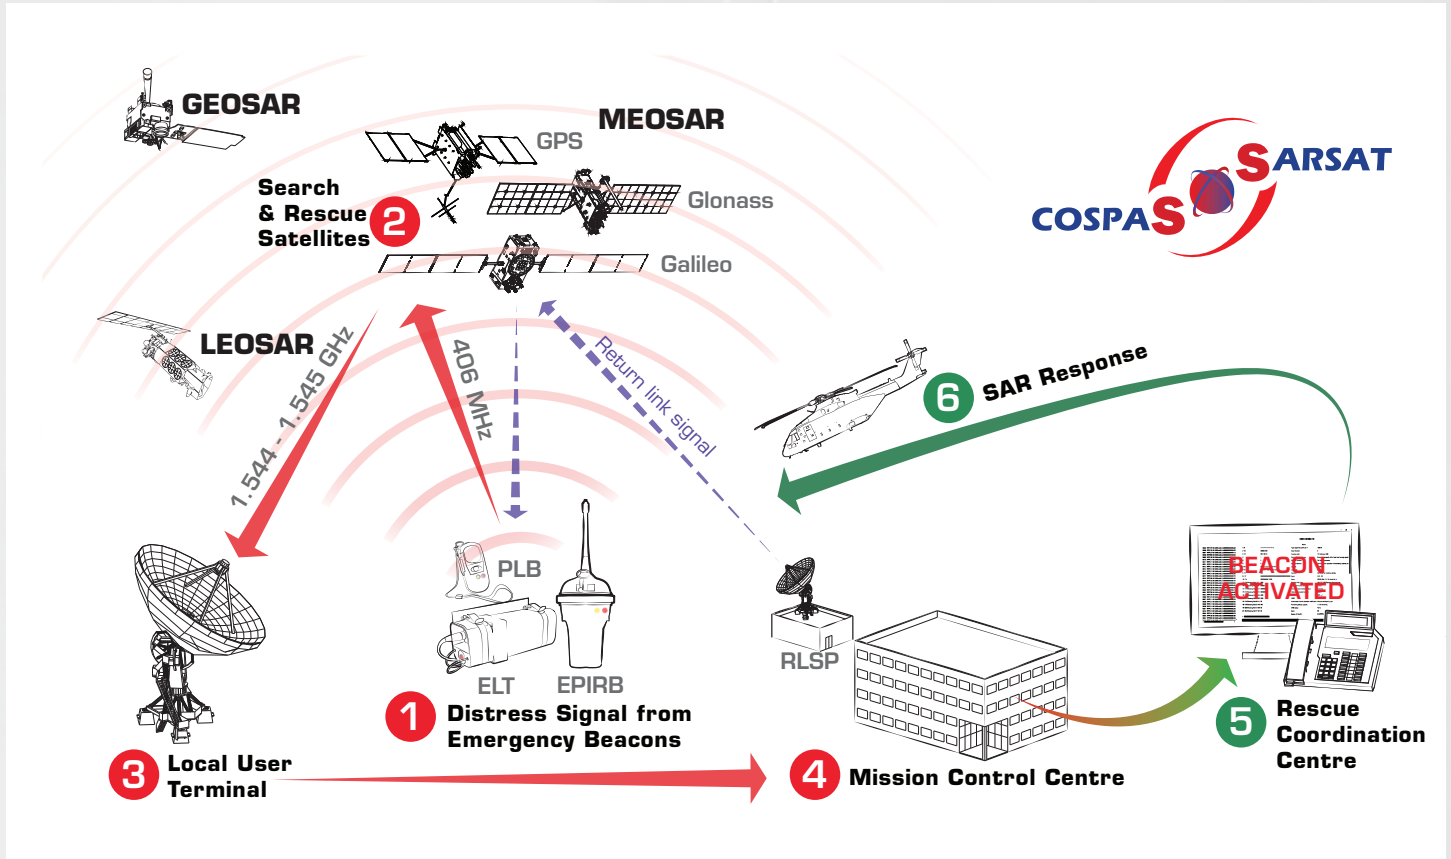 GEOSAR
MEOSAR
GPS
Glonass
Galileo
Search
& Rescue
Satellites
2
LEOSAR
COSPAS
SARSAT
1.544 - 1.545 GHz
406 MHz
Return link signal
6
SAR Response
PLB
ELT
EPIRB
RLSP
BEACON
ACTIVATED
1
Distress Signal from
Emergency Beacons
3
Local User
Terminal
4
Mission Control Centre
5
Rescue
Coordination
Centre